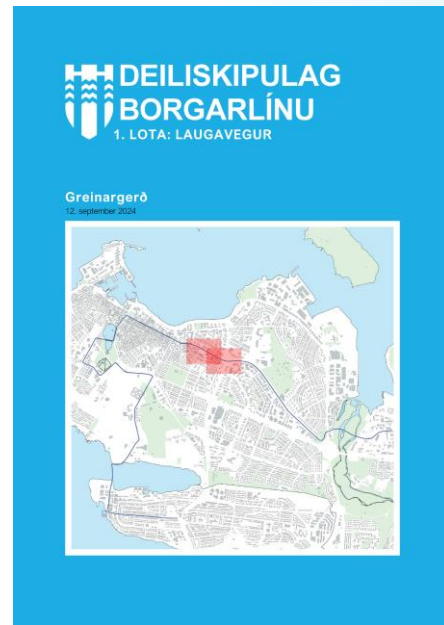 DEILISKIPULAG
BORGARLÍNU
1. LOTA: LAUGAVEGUR
Greinargerð
12. september 2024